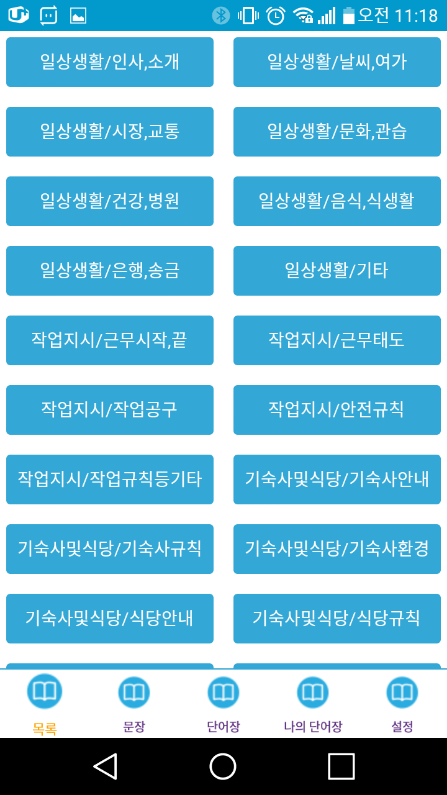 오전 11:18
일상생활/인사,소개
일상생활/날씨,여가
일상생활/시장,교통
일상생활/문화,관습
일상생활/건강,병원
일상생활/음식,식생활
일상생활/은행,송금
일상생활/기타
작업지시/근무시작,끝
작업지시/근무태도
작업지시/작업공구
작업지시/안전규칙
작업지시/작업규칙등기타
기숙사및식당/기숙사안내
기숙사및식당/기숙사규칙
기숙사및식당/기숙사환경
기숙사및식당/식당안내
기숙사및식당/식당규칙
목록
문장
단어장
나의 단어장
설정